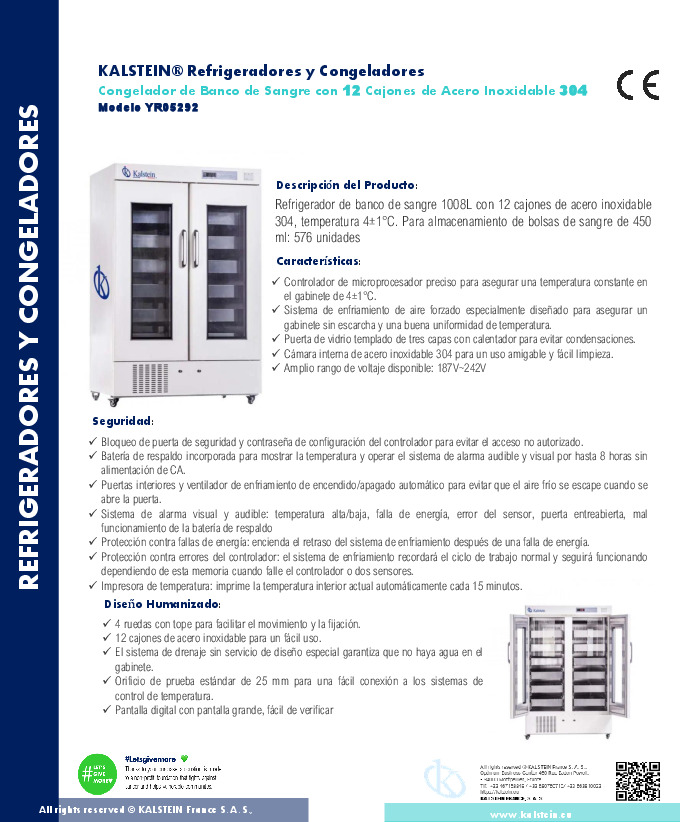 REFRIGERADORES Y CONGELADORES
KALSTEIN® Refrigeradores y Congeladores
Congelador de Banco de Sangre con 12 Cajones de Acero Inoxidable 304
Modelo YR05292
CE
Kalstein
Descripción del Producto:
Refrigerador de banco de sangre 1008L con 12 cajones de acero inoxidable
304, temperatura 4±1°C. Para almacenamiento de bolsas de sangre de 450
ml: 576 unidades
Características:
✓ Controlador de microprocesador preciso para asegurar una temperatura constante en
el gabinete de 4±1°C.
✓ Sistema de enfriamiento de aire forzado especialmente diseñado para asegurar un
gabinete sin escarcha y una buena uniformidad de temperatura.
✓ Puerta de vidrio templado de tres capas con calentador para evitar condensaciones.
✓ Cámara interna de acero inoxidable 304 para un uso amigable y fácil limpieza.
✓ Amplio rango de voltaje disponible: 187V~242V
Seguridad:
✓ Bloqueo de puerta de seguridad y contraseña de configuración del controlador para evitar el acceso no autorizado.
✓ Batería de respaldo incorporada para mostrar la temperatura y operar el sistema de alarma audible y visual por hasta 8 horas sin
alimentación de CA.
✓ Puertas interiores y ventilador de enfriamiento de encendido/apagado automático para evitar que el aire frio se escape cuando se
abre la puerta.
✓ Sistema de alarma visual y audible: temperatura alta/baja, falla de energía, error del sensor, puerta entreabierta, mal
funcionamiento de la batería de respaldo
✓ Protección contra fallas de energía: encienda el retraso del sistema de enfriamiento después de una falla de energía.
✓ Protección contra errores del controlador: el sistema de enfriamiento recordará el ciclo de trabajo normal y seguirá funcionando
dependiendo de esta memoria cuando falle el controlador o dos sensores.
✓ Impresora de temperatura: imprime la temperatura interior actual automáticamente cada 15 minutos.
Diseño Humanizado:
✓ 4 ruedas con tope para facilitar el movimiento y la fijación.
✓ 12 cajones de acero inoxidable para un fácil uso.
✓ El sistema de drenaje sin servicio de diseño especial garantiza que no haya agua en el
gabinete.
✓ Orificio de prueba estándar de 25 mm para una fácil conexión a los sistemas de
control de temperatura.
✓ Pantalla digital con pantalla grande, fácil de verificar
Kalstein
# LET'S GIVE MORE
#Letsgivemore
All rights reserved ©KALSTEIN France S. A. S.,
KALSTEIN FRANCE, S. A. S
All rights reserved © KALSTEIN France S. A. S.,
www.kalstein.eu